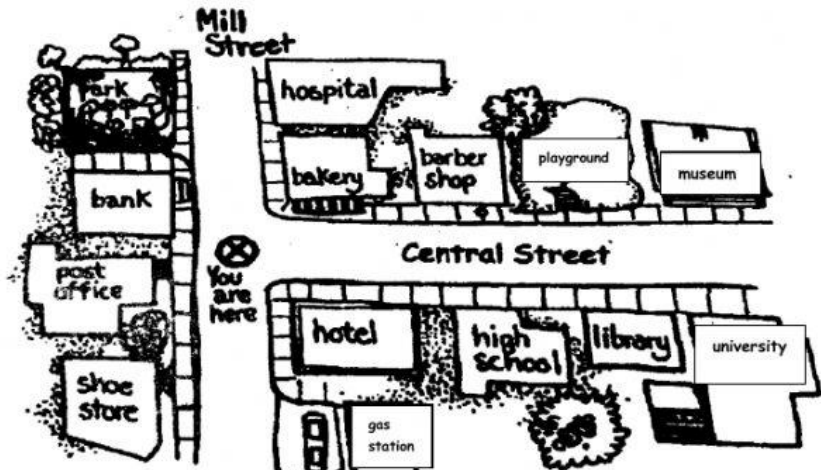 Mill
Street
park
hospital
bakery
barber
shop
playground
museum
bank
Central Street
You
are
here
post
office
hotel
high
school
library
university
shoe
store
gas
station